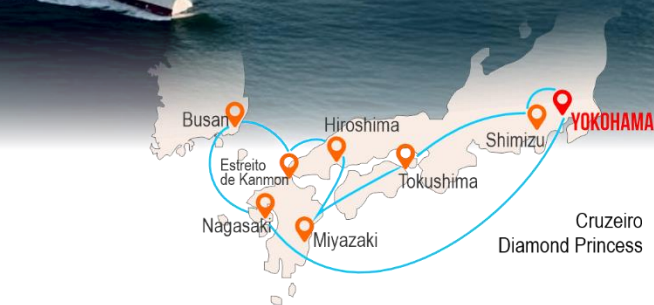 Busan
Hiroshima
YOKOHAMA
Shimizu
Estreito
de Kanmon
Tokushima
Nagasaki
Miyazaki
Cruzeiro
Diamond Princess